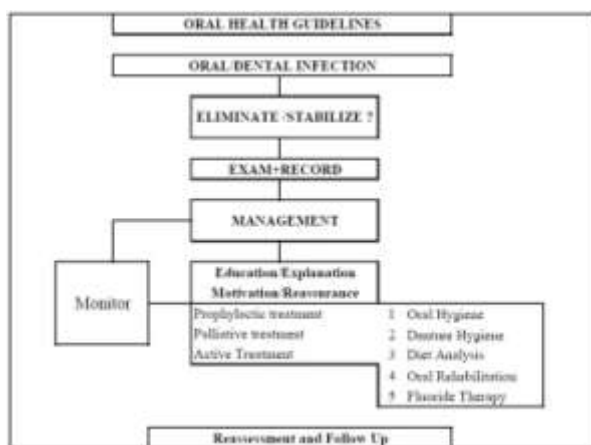 ORAL HEALTH GUIDELINES
ORAL/DENTAL INFECTION
ELIMINATE /STABILIZE ?
EXAM+RECORD
MANAGEMENT
Monitor
Education/Explanation
Motivation/Reassurance
Prophylactic treatment
Palliative treatment
Active Treatment
1 Oral Hygiene
2 Denture Hygiene
3 Diet Analysis
4 Oral Rehabilitation
5 Fluoride Therapy
Reassessment and Follow Up